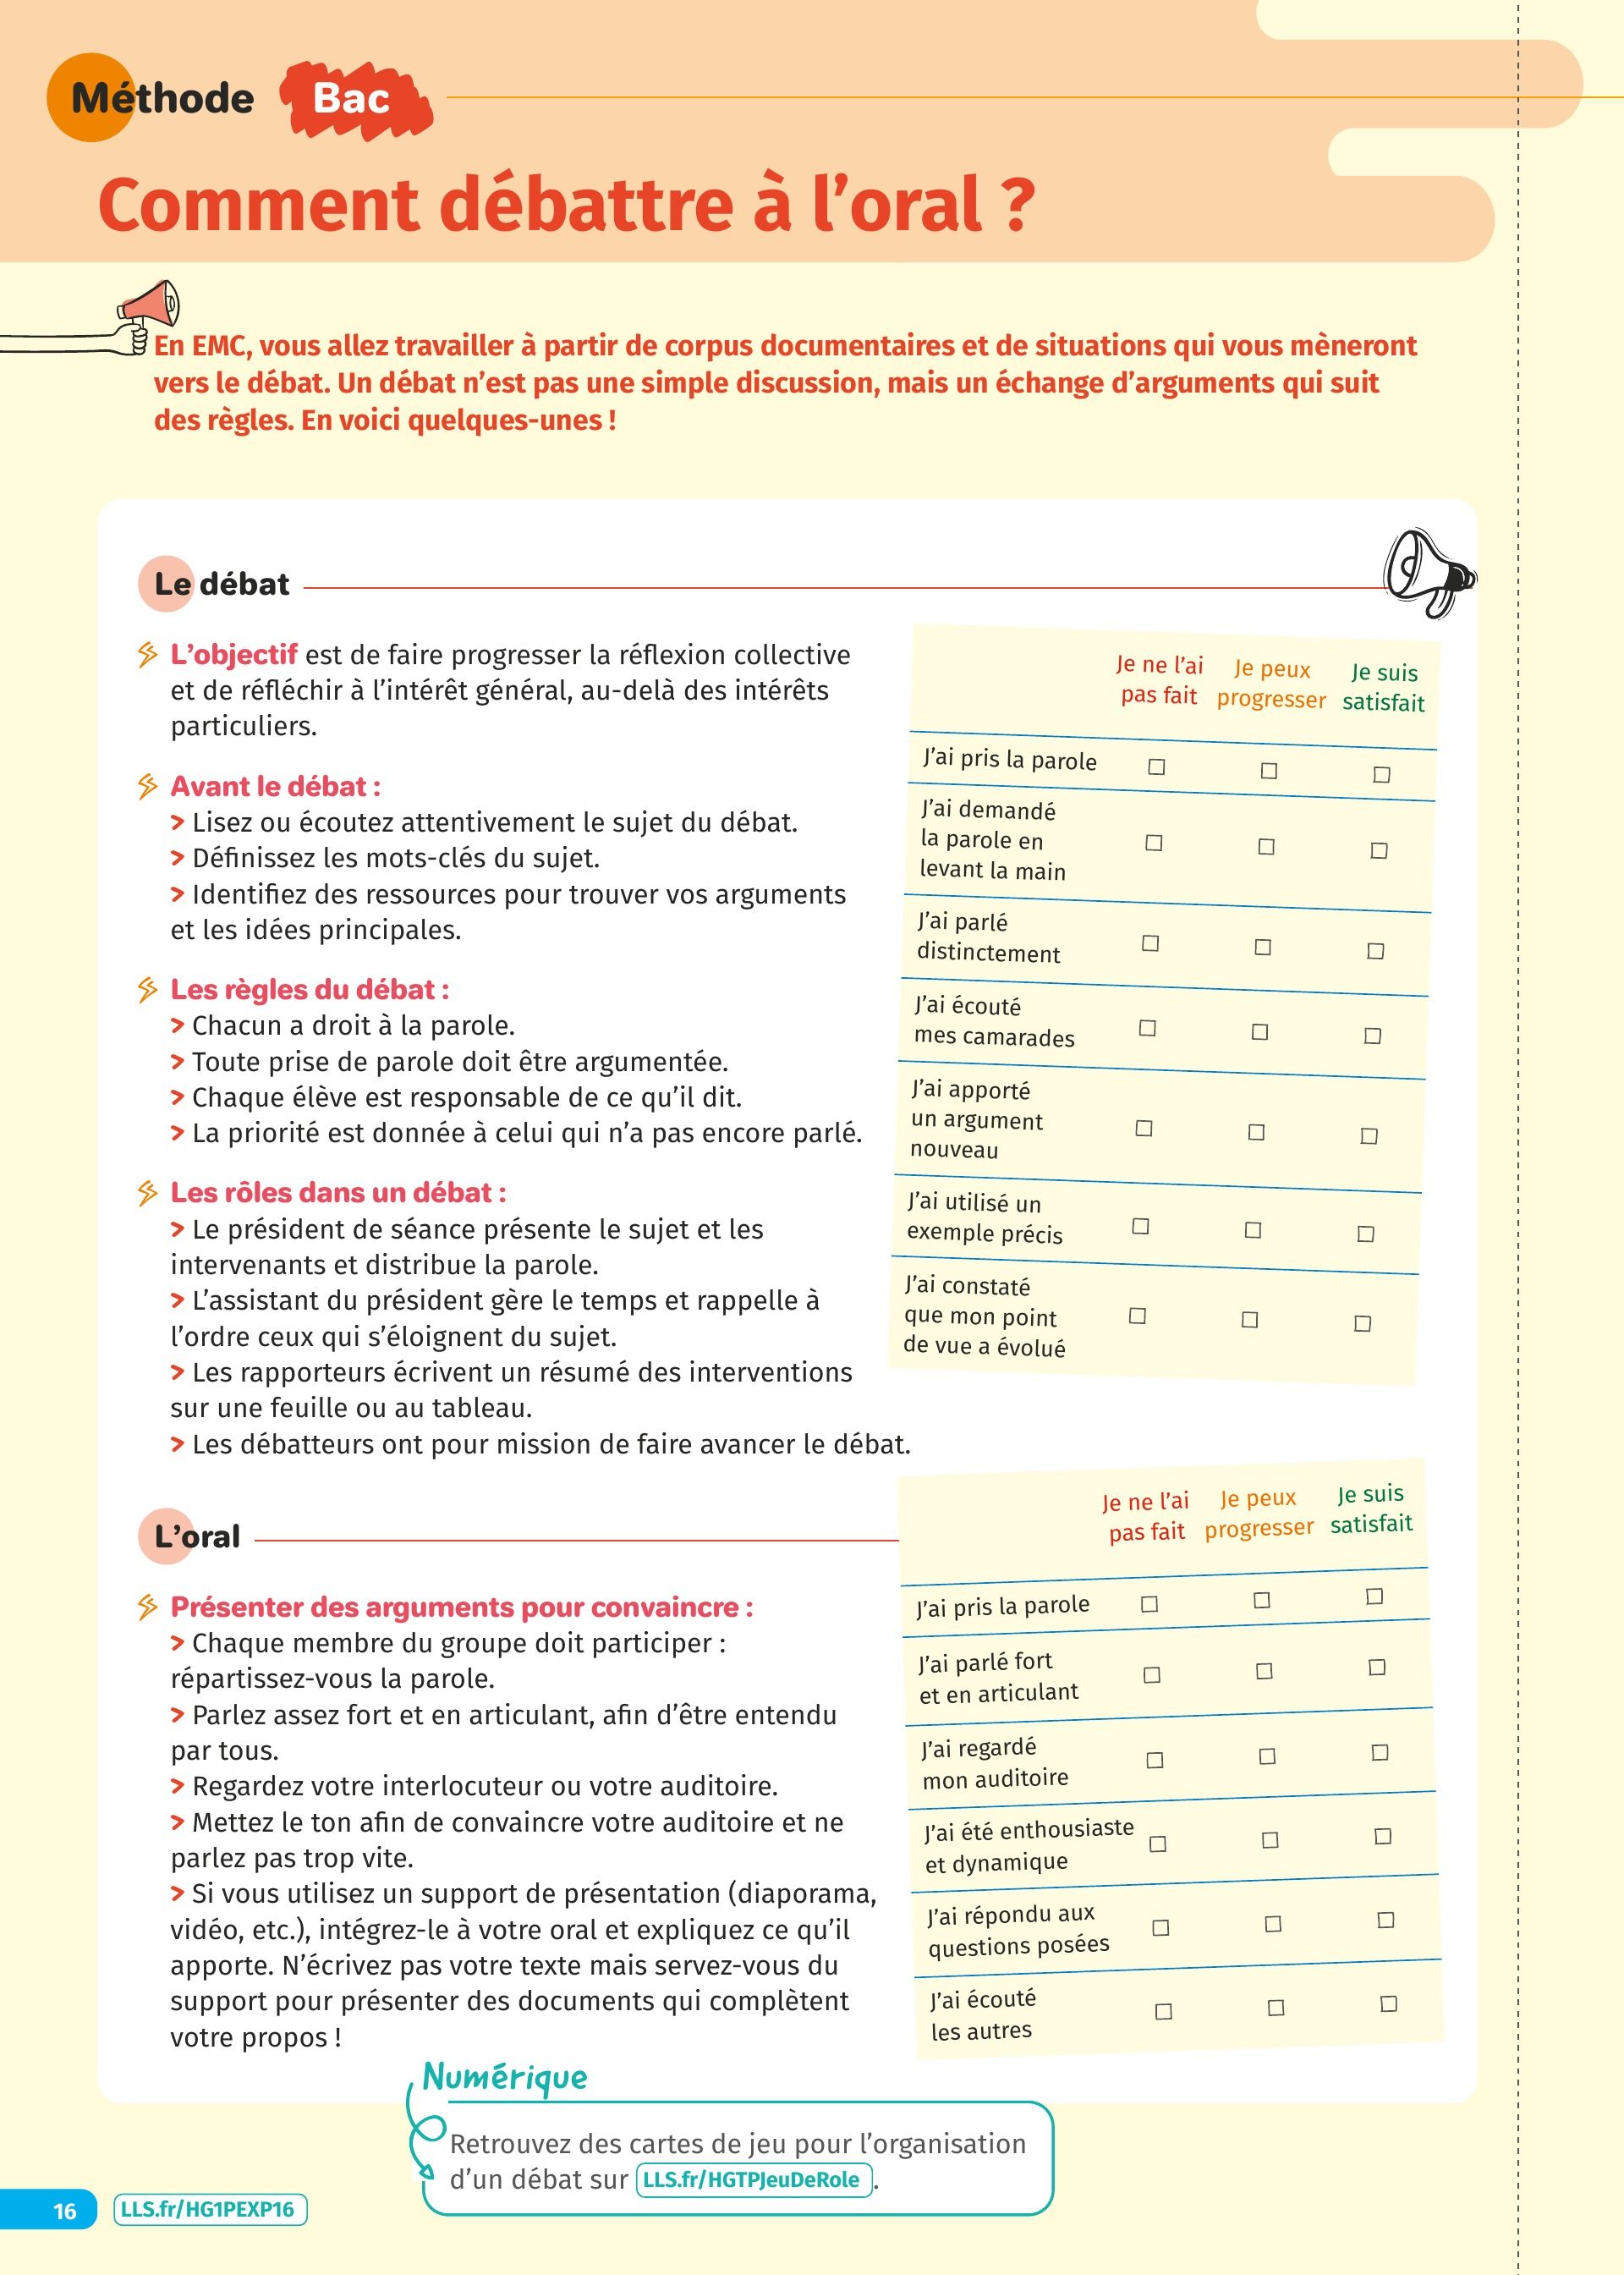 Méthode Bac
Comment débattre à l'oral ?
En EMC, vous allez travailler à partir de corpus documentaires et de situations qui vous mèneront
vers le débat. Un débat n'est pas une simple discussion, mais un échange d'arguments qui suit
des règles. En voici quelques-unes !
Le débat
L'objectif est de faire progresser la réflexion collective
et de réfléchir à l'intérêt général, au-delà des intérêts
particuliers.
Avant le débat :
> Lisez ou écoutez attentivement le sujet du débat.
> Définissez les mots-clés du sujet.
> Identifiez des ressources pour trouver vos arguments
et les idées principales.
Les règles du débat :
> Chacun a droit à la parole.
> Toute prise de parole doit être argumentée.
> Chaque élève est responsable de ce qu'il dit.
> La priorité est donnée à celui qui n'a pas encore parlé.
Les rôles dans un débat :
> Le président de séance présente le sujet et les
intervenants et distribue la parole.
> L'assistant du président gère le temps et rappelle à
l'ordre ceux qui s'éloignent du sujet.
> Les rapporteurs écrivent un résumé des interventions
sur une feuille ou au tableau.
> Les débatteurs ont pour mission de faire avancer le débat.
Je ne l'ai Je peux Je suis
pas fait progresser satisfait
J'ai pris la parole
J'ai demandé
la parole en
levant la main
J'ai parlé
distinctement
J'ai écouté
mes camarades
J'ai apporté
un argument
nouveau
J'ai utilisé un
exemple précis
J'ai constaté
que mon point
de vue a évolué
L'oral
Présenter des arguments pour convaincre :
> Chaque membre du groupe doit participer :
répartissez-vous la parole.
> Parlez assez fort et en articulant, afin d'être entendu
par tous.
> Regardez votre interlocuteur ou votre auditoire.
> Mettez le ton afin de convaincre votre auditoire et ne
parlez pas trop vite.
> Si vous utilisez un support de présentation (diaporama,
vidéo, etc.), intégrez-le à votre oral et expliquez ce qu'il
apporte. N'écrivez pas votre texte mais servez-vous du
support pour présenter des documents qui complètent
votre propos !
Je ne l'ai Je peux Je suis
pas fait progresser satisfait
J'ai pris la parole
J'ai parlé fort
et en articulant
J'ai regardé
mon auditoire
J'ai été enthousiaste
et dynamique
J'ai répondu aux
questions posées
J'ai écouté
les autres
Numérique
Retrouvez des cartes de jeu pour l'organisation
d'un débat sur LLS.fr/HGTPJeuDeRole .
16 LLS.fr/HG1PEXP16